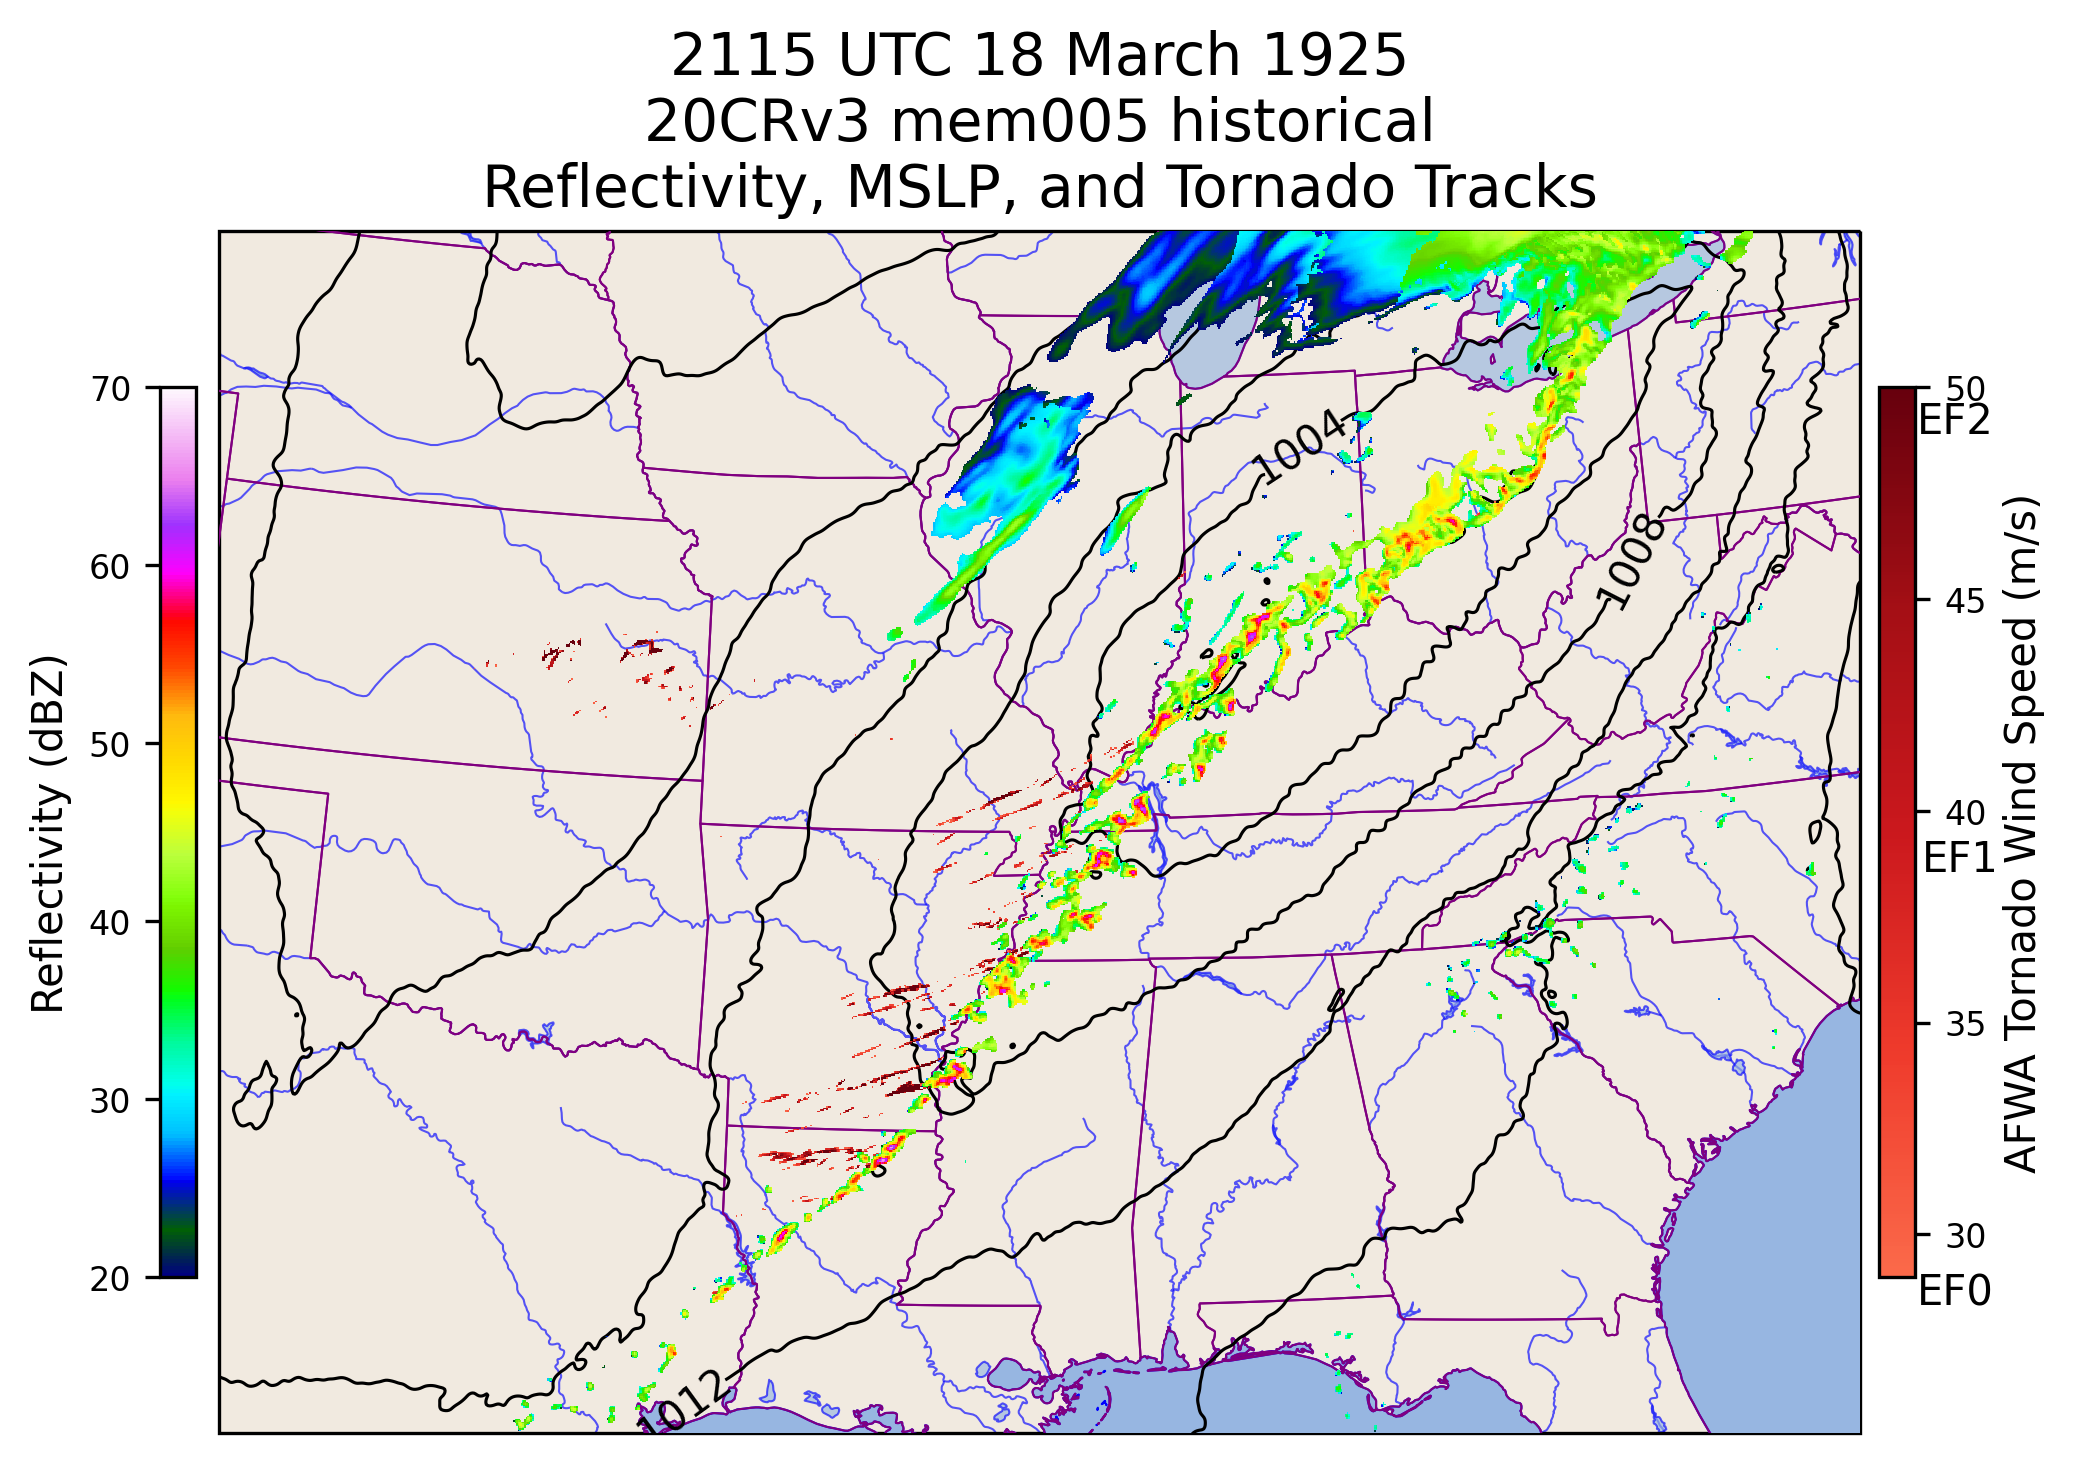 2115 UTC 18 March 1925
20CRv3 mem005 historical
Reflectivity, MSLP, and Tornado Tracks
70
60
50
40
30
20
Reflectivity (dBZ)
1004
1008
1012
50
EF2
45
40
EF1
35
30
EF0
AFWA Tornado Wind Speed (m/s)